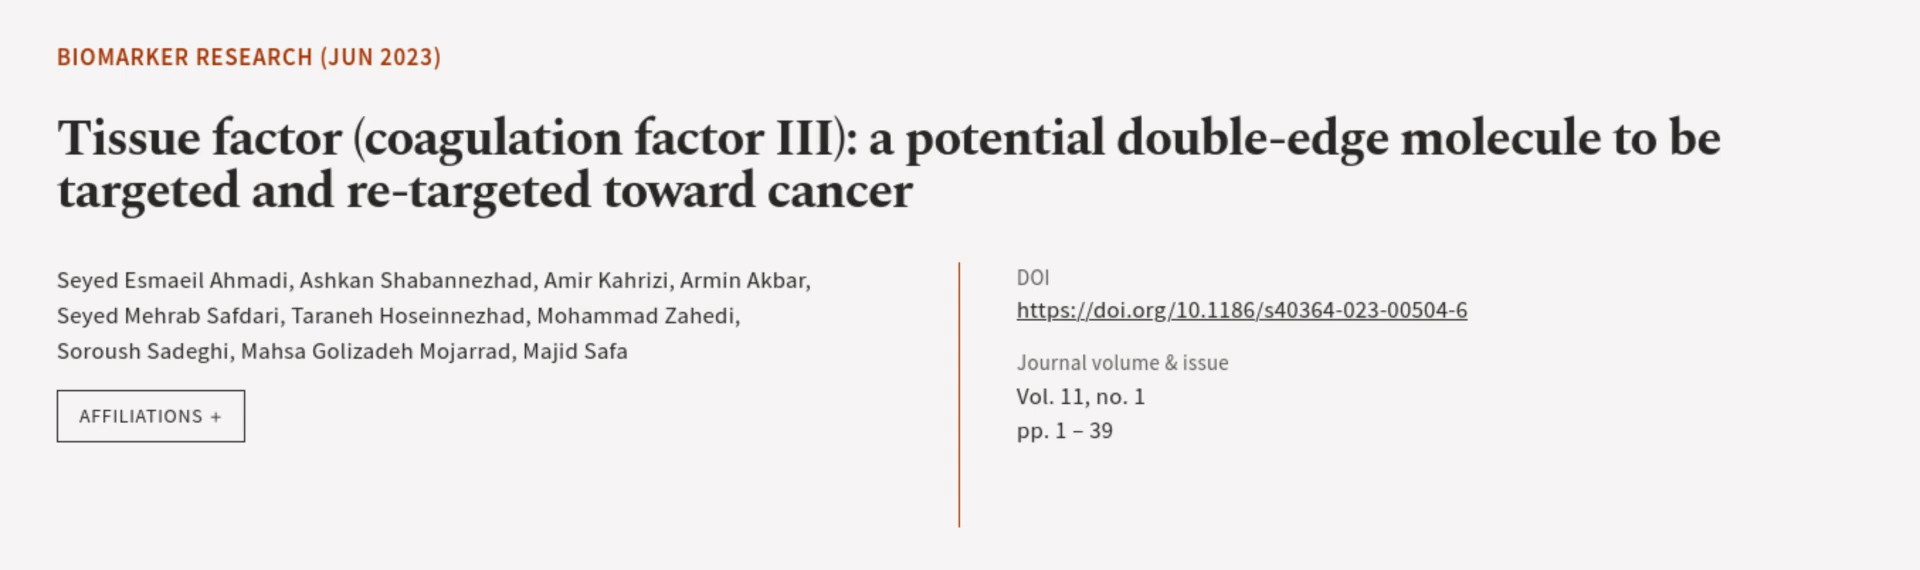 BIOMARKER RESEARCH (JUN 2023)
Tissue factor (coagulation factor III): a potential double-edge molecule to be
targeted and re-targeted toward cancer
Seyed Esmaeil Ahmadi, Ashkan Shabannezhad, Amir Kahrizi, Armin Akbar,
Seyed Mehrab Safdari, Taraneh Hoseinnezhad, Mohammad Zahedi,
Soroush Sadeghi, Mahsa Golizadeh Mojarrad, Majid Safa
AFFILIATIONS +
DOI
https://doi.org/10.1186/s40364-023-00504-6
Journal volume & issue
Vol. 11, no. 1
pp. 1 – 39